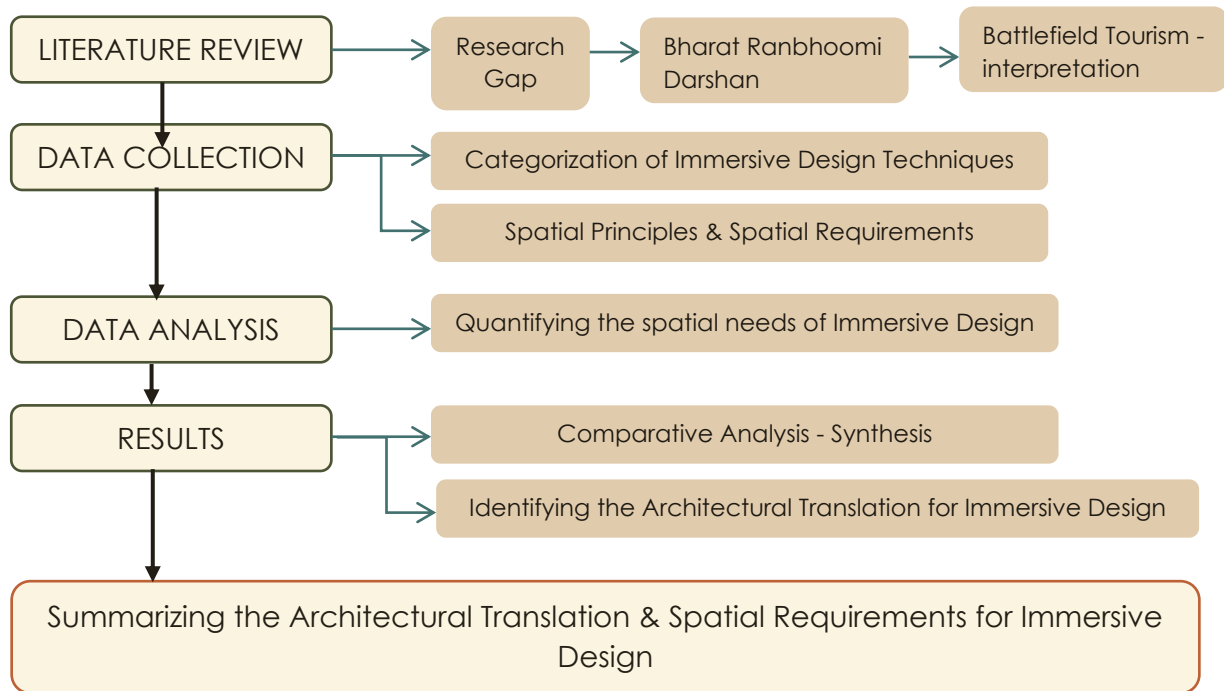 LITERATURE REVIEW
Research
Gap
Bharat Ranbhoomi
Darshan
Battlefield Tourism -
interpretation
DATA COLLECTION
Categorization of Immersive Design Techniques
Spatial Principles & Spatial Requirements
DATA ANALYSIS
Quantifying the spatial needs of Immersive Design
RESULTS
Comparative Analysis - Synthesis
Identifying the Architectural Translation for Immersive Design
Summarizing the Architectural Translation & Spatial Requirements for Immersive
Design